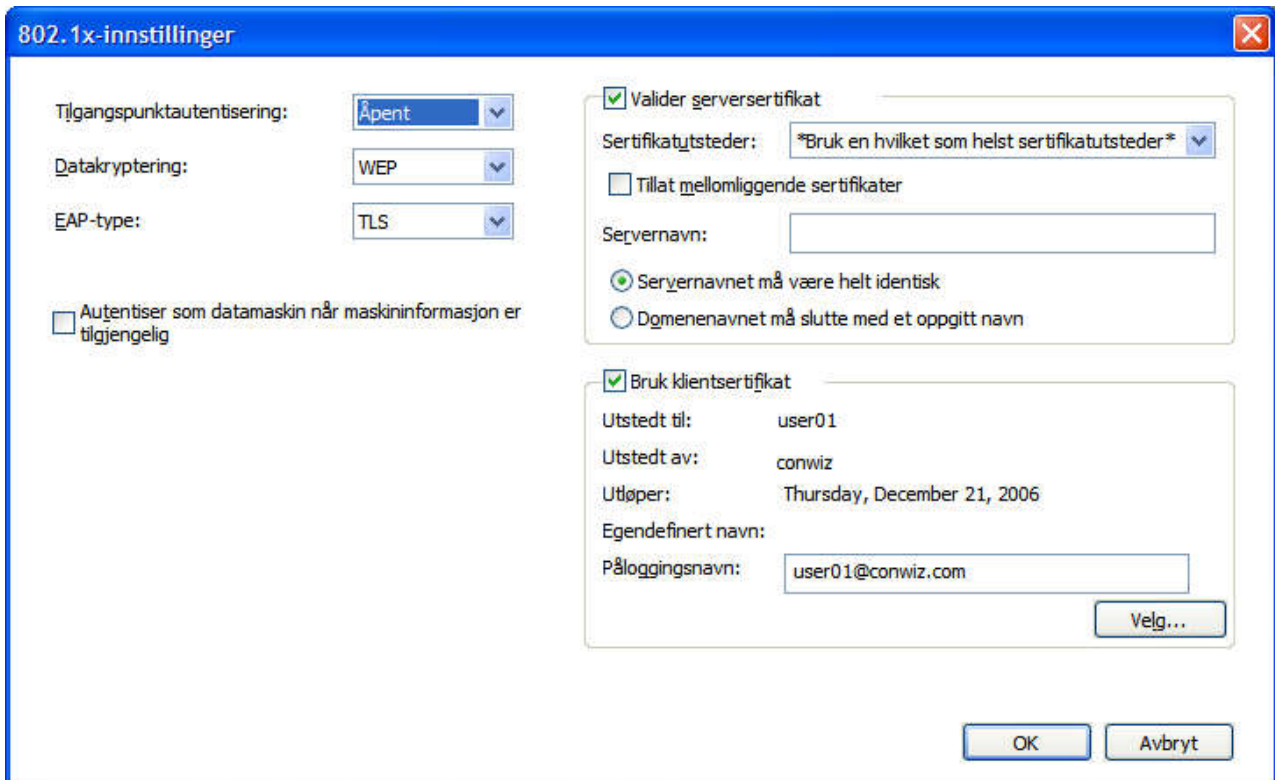 802.1x-innstillinger
Tilgangspunktautentisering:
Åpent
Datakryptering:
WEP
EAP-type:
TLS
Autentiser som datamaskin når maskininformasjon er
tilgjengelig
Valider serversertifikat
Sertifikatutsteder:
*Bruk en hvilket som helst sertifikatutsteder*
Tillat mellomliggende sertifikater
Servernavn:
Servernavnet må være helt identisk
Domenenavnet må slutte med et oppgitt navn
Bruk klientsertifikat
Utstedt til: user01
Utstedt av: conwiz
Utløper: Thursday, December 21, 2006
Egendefinert navn:
Påloggingsnavn: user01@conwiz.com
Velg...
OK
Avbryt